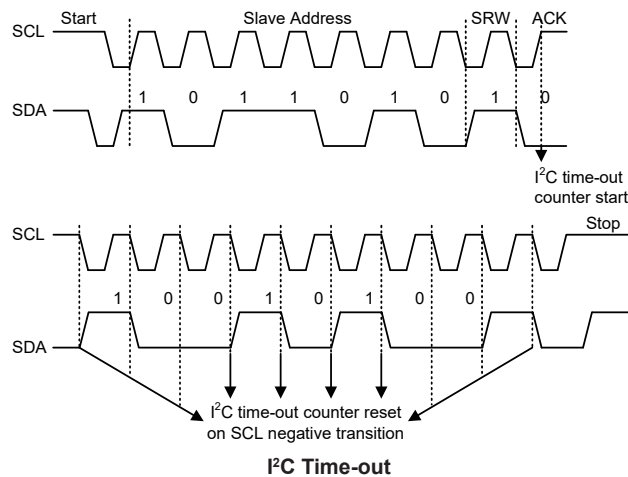 Start Slave Address SRW ACK
SCL
1 0 1 1 0 1 0 1 0
SDA
I²C time-out
counter start
SCL
Stop
1 0 0 1 0 1 0 0
SDA
I²C time-out counter reset
on SCL negative transition
I²C Time-out